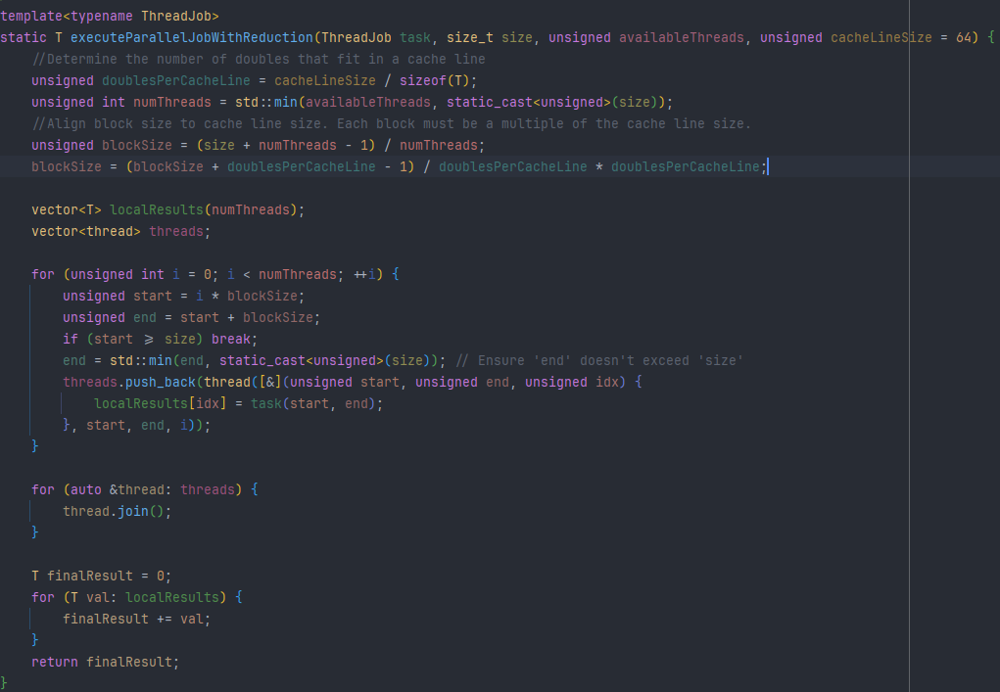 template<typename ThreadJob>
static T executeParallelJobWithReduction(ThreadJob task, size_t size, unsigned availableThreads, unsigned cacheLineSize = 64) {
//Determine the number of doubles that fit in a cache line
unsigned doublesPerCacheLine = cacheLineSize / sizeof(T);
unsigned int numThreads = std::min(availableThreads, static_cast<unsigned>(size));
//Align block size to cache line size. Each block must be a multiple of the cache line size.
unsigned blockSize = (size + numThreads - 1) / numThreads;
blockSize = (blockSize + doublesPerCacheLine - 1) / doublesPerCacheLine * doublesPerCacheLine;
vector<T> localResults(numThreads);
vector<thread> threads;
for (unsigned int i = 0; i < numThreads; ++i) {
unsigned start = i * blockSize;
unsigned end = start + blockSize;
if (start >= size) break;
end = std::min(end, static_cast<unsigned>(size)); // Ensure 'end' doesn't exceed 'size'
threads.push_back(thread([&](unsigned start, unsigned end, unsigned idx) {
localResults[idx] = task(start, end);
}, start, end, i));
}
for (auto &thread: threads) {
thread.join();
}
T finalResult = 0;
for (T val: localResults) {
finalResult += val;
}
return finalResult;
}